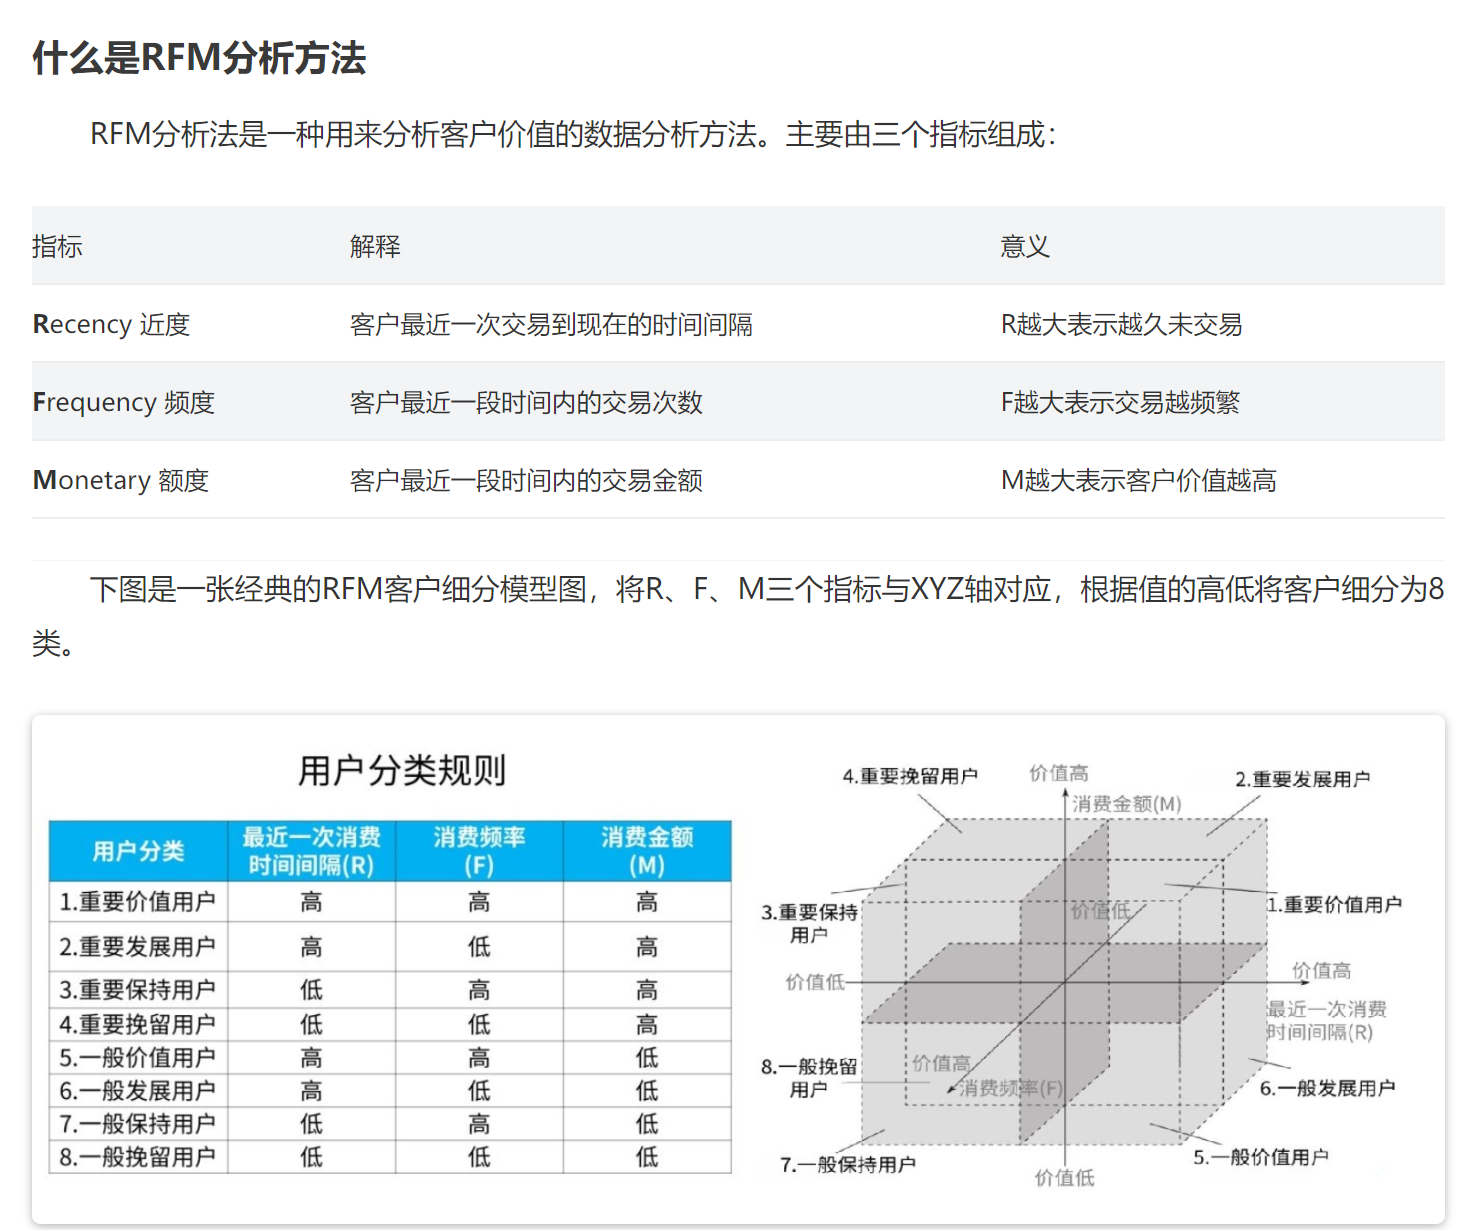 什么是RFM分析方法
RFM分析法是一种用来分析客户价值的数据分析方法。主要由三个指标组成：
指标 解释 意义
Recency 近度 客户最近一次交易到现在的时间间隔 R越大表示越久未交易
Frequency 频度 客户最近一段时间内的交易次数 F越大表示交易越频繁
Monetary 额度 客户最近一段时间内的交易金额 M越大表示客户价值越高
下图是一张经典的RFM客户细分模型图，将R、F、M三个指标与XYZ轴对应，根据值的高低将客户细分为8
类。
用户分类规则
用户分类 最近一次消费时间间隔(R) 消费频率(F) 消费金额(M)
1.重要价值用户 高 高 高
2.重要发展用户 高 低 高
3.重要保持用户 低 高 高
4.重要挽留用户 低 低 高
5.一般价值用户 高 高 低
6.一般发展用户 高 低 低
7.一般保持用户 低 高 低
8.一般挽留用户 低 低 低
4.重要挽留用户
价值高
消费金额(M)
2.重要发展用户
3.重要保持
用户
价值低
1.重要价值用户
价值低
价值高
最近一次消费
时间间隔(R)
8.一般挽留
用户
价值高
消费频率(F)
6.一般发展用户
7.一般保持用户
价值低
5.一般价值用户